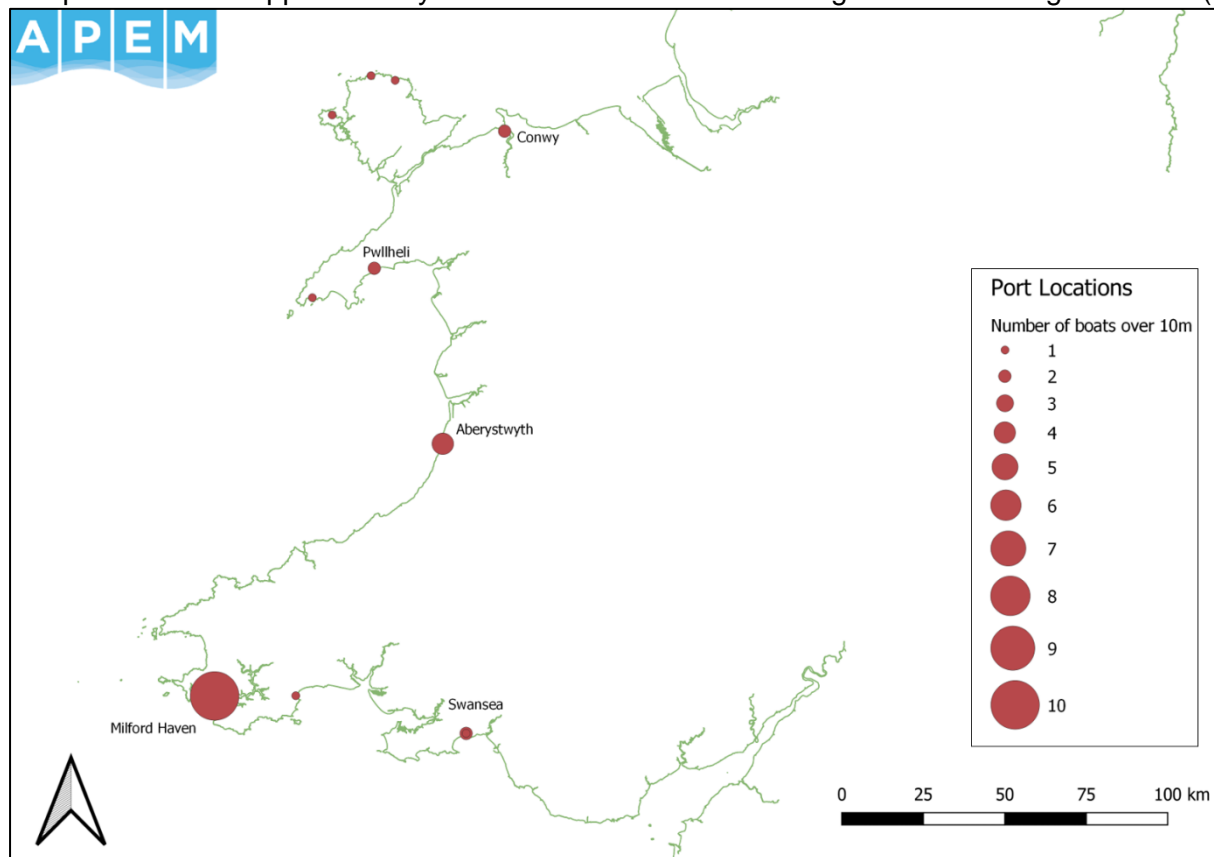 APEM
Conwy
Pwllheli
Aberystwyth
Milford Haven
Swansea
Port Locations
Number of boats over 10m
1
2
3
4
5
6
7
8
9
10
0 25 50 75 100 km